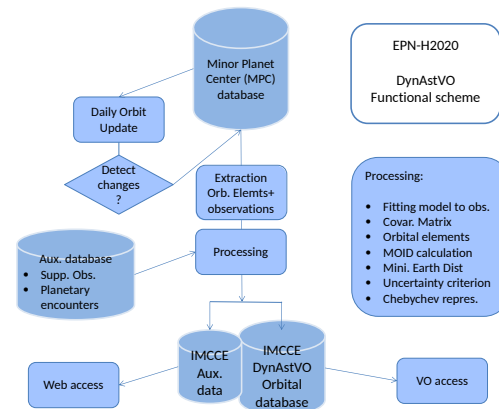 Minor Planet
Center (MPC)
database
EPN-H2020
DynAstVO
Functional scheme
Daily Orbit
Update
Detect
changes
?
Extraction
Orb. Elemts+
observations
Processing:
• Fitting model to obs.
• Covar. Matrix
• Orbital elements
• MOID calculation
• Mini. Earth Dist
• Uncertainty criterion
• Chebychev repres.
Processing
Aux. database
• Supp. Obs.
• Planetary
encounters
IMCCE
Aux.
data
IMCCE
DynAstVO
Orbital
database
Web access
VO access